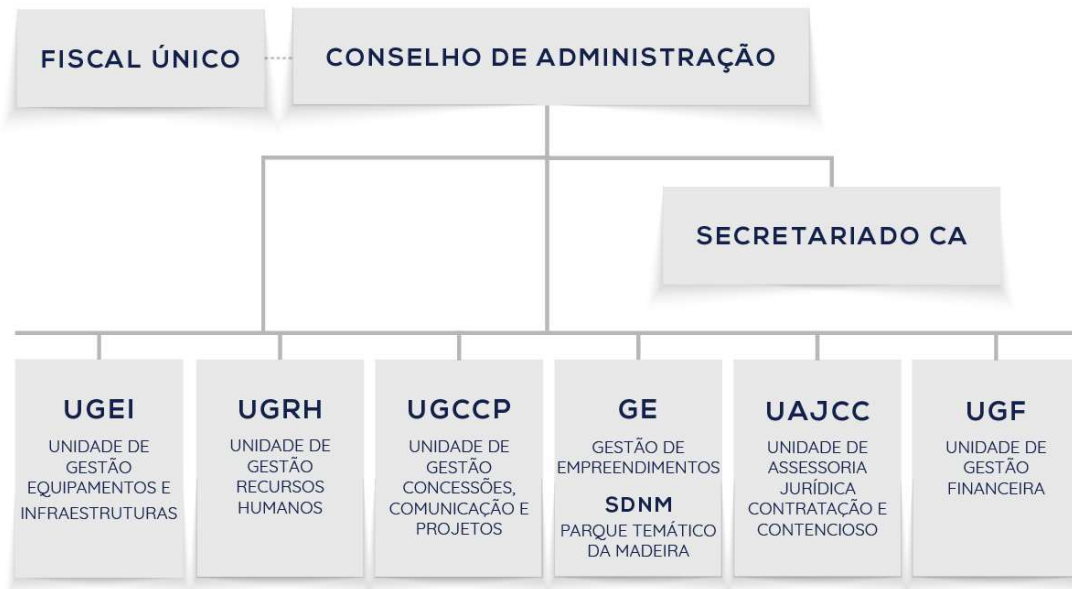 FISCAL ÚNICO
CONSELHO DE ADMINISTRAÇÃO
SECRETARIADO CA
UGEI
UNIDADE DE
GESTÃO
EQUIPAMENTOS E
INFRAESTRUTURAS
UGRH
UNIDADE DE
GESTÃO
RECURSOS
HUMANOS
UGCCP
UNIDADE DE
GESTÃO
CONCESSÕES,
COMUNICAÇÃO E
PROJETOS
GE
GESTÃO DE
EMPREENDIMENTOS
SDNM
PARQUE TEMÁTICO
DA MADEIRA
UAJCC
UNIDADE DE
ASSESSORIA
JURÍDICA
CONTRATAÇÃO E
CONTENCIOSO
UGF
UNIDADE DE
GESTÃO
FINANCEIRA